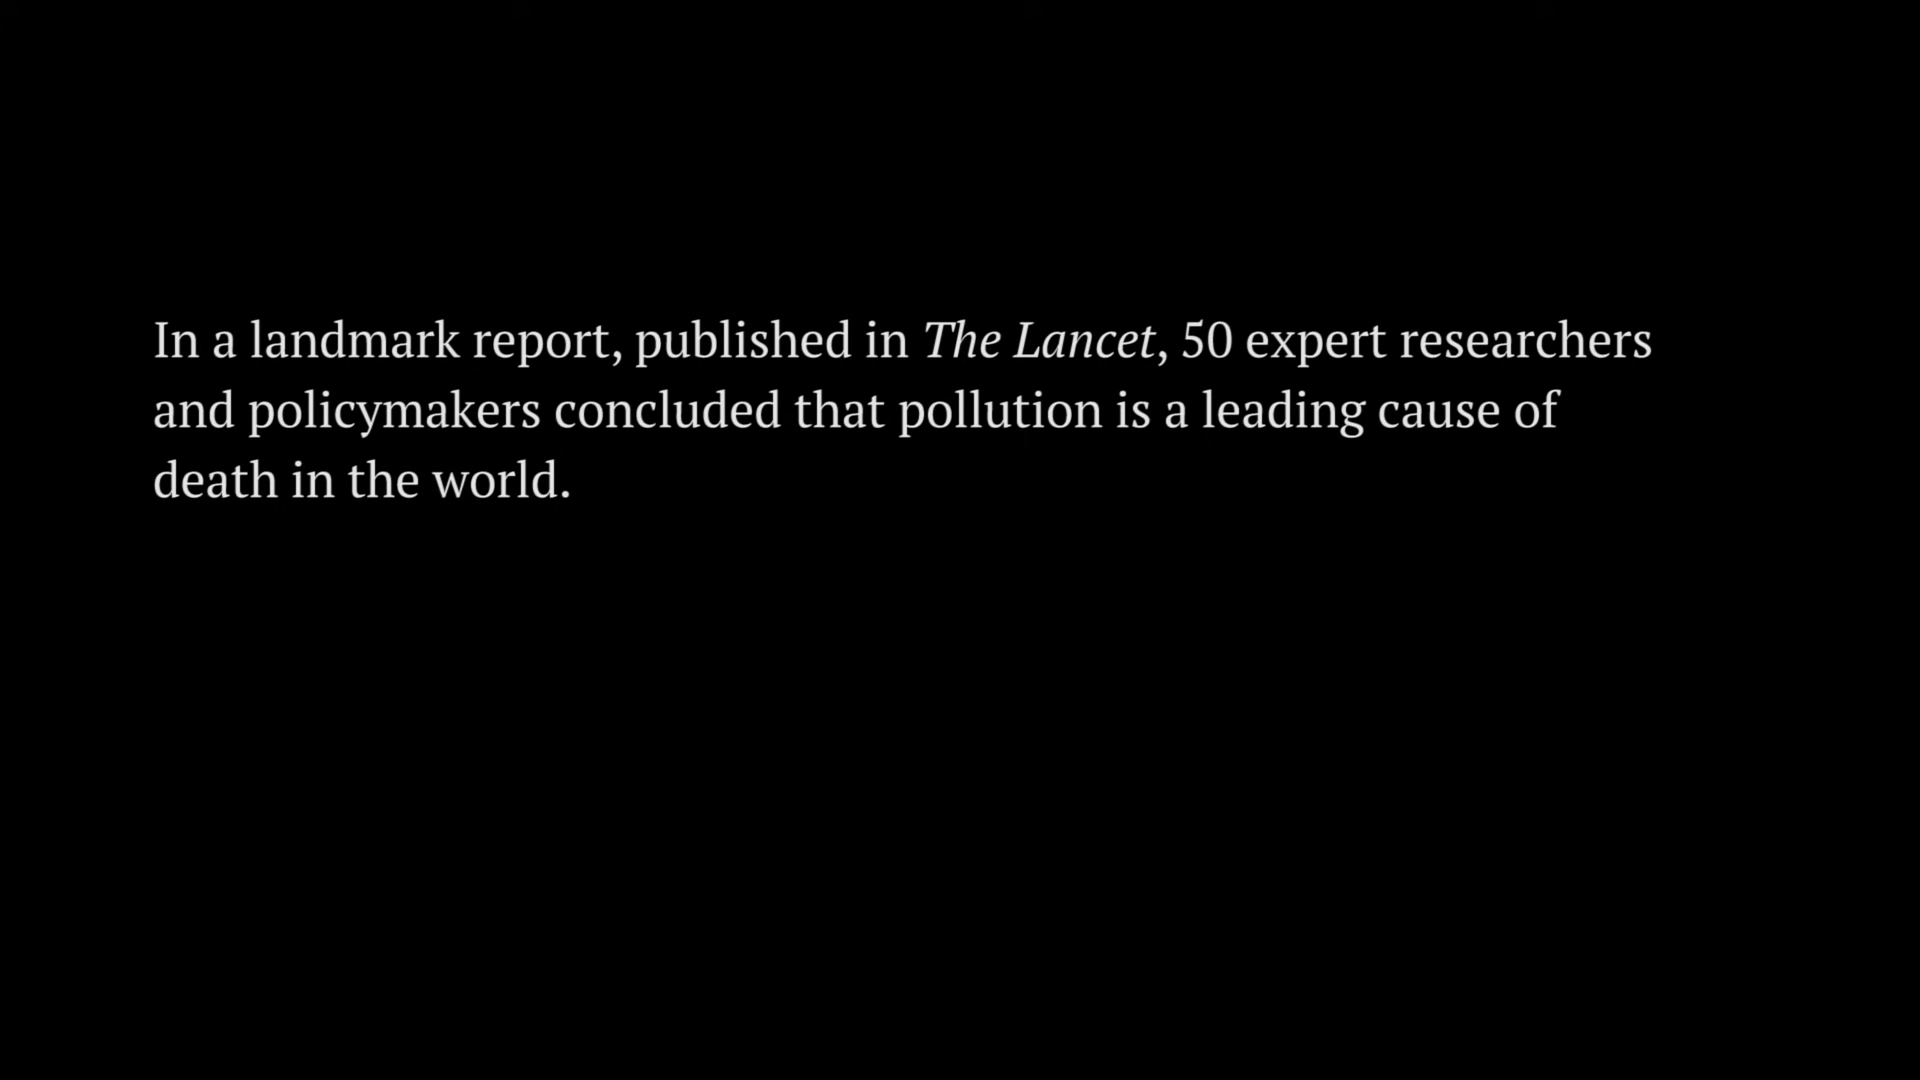 In a landmark report, published in The Lancet, 50 expert researchers
and policymakers concluded that pollution is a leading cause of
death in the world.